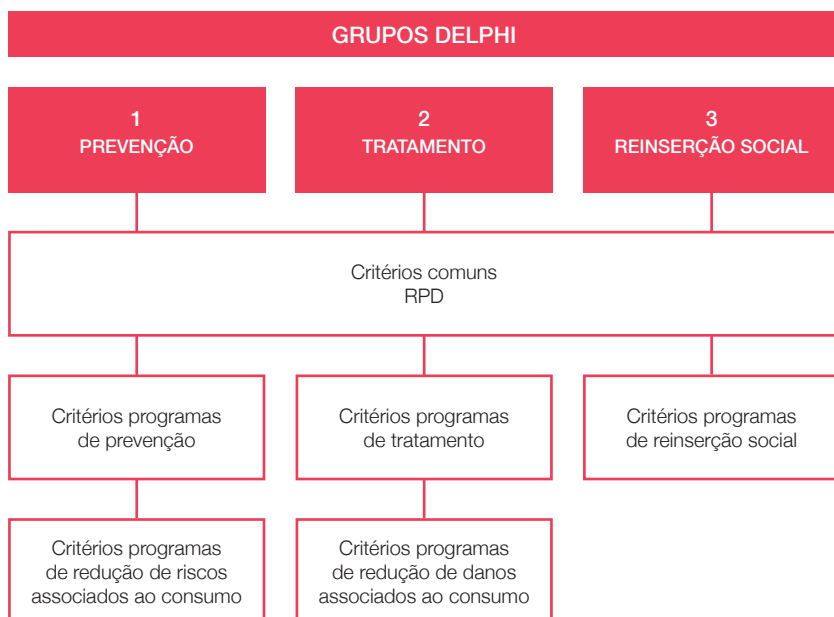 GRUPOS DELPHI
1
PREVENÇÃO
2
TRATAMENTO
3
REINSERÇÃO SOCIAL
Critérios comuns
RPD
Critérios programas
de prevenção
Critérios programas
de tratamento
Critérios programas
de reinserção social
Critérios programas
de redução de riscos
associados ao consumo
Critérios programas
de redução de danos
associados ao consumo